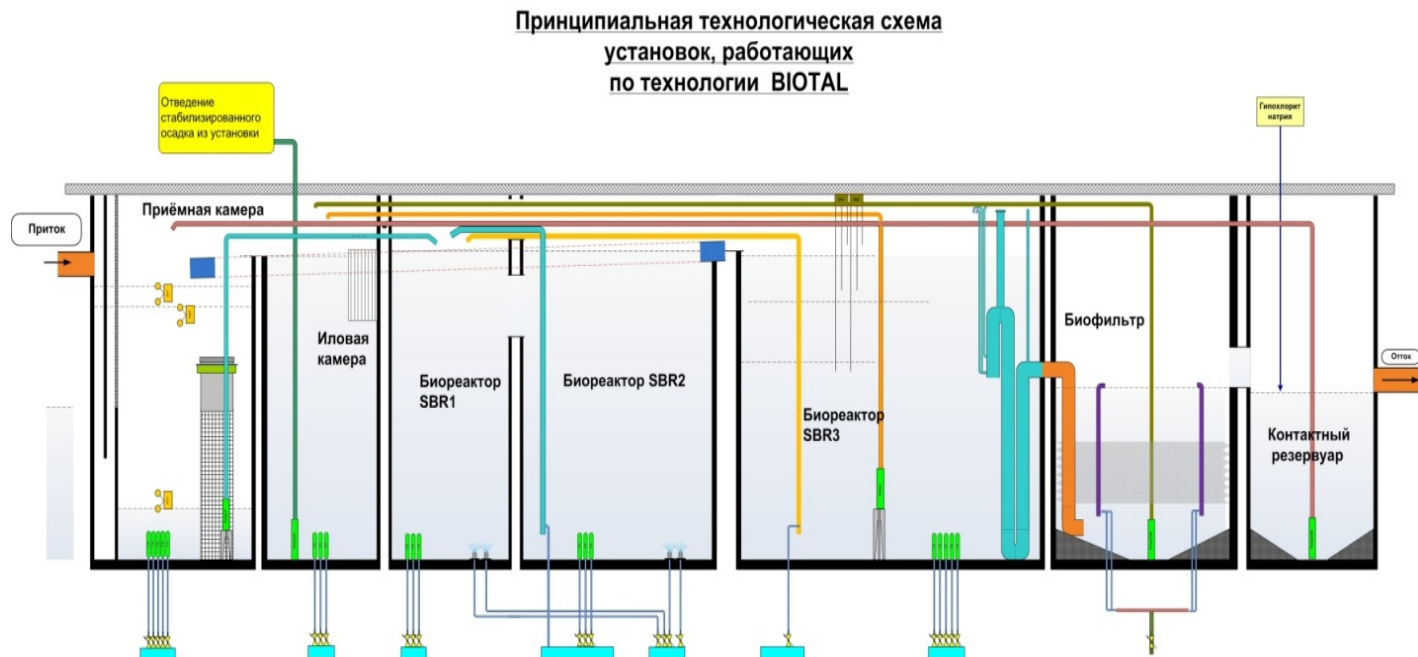 Принципиальная технологическая схема
установок, работающих
по технологии BIOTAL
Отведение
стабилизированного
осадка из установки
Гипохлорит
натрия
Приёмная камера
Приток
Иловая
камера
Биореактор
SBR1
Биореактор SBR2
Биореактор
SBR3
Биофильтр
Отток
Контактный
резервуар